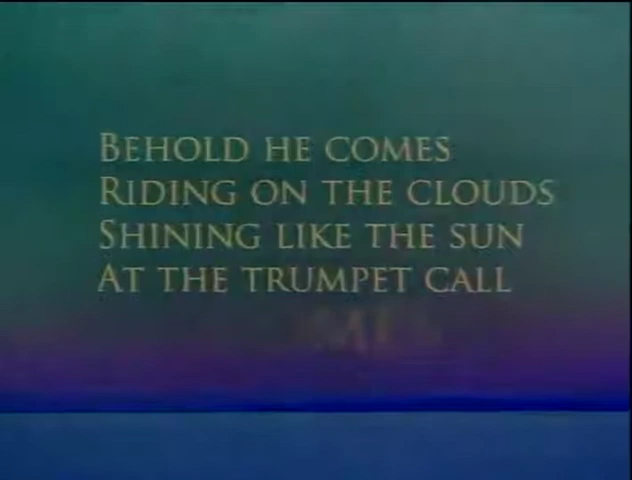 Behold he comes
Riding on the clouds
Shining like the sun
At the trumpet call